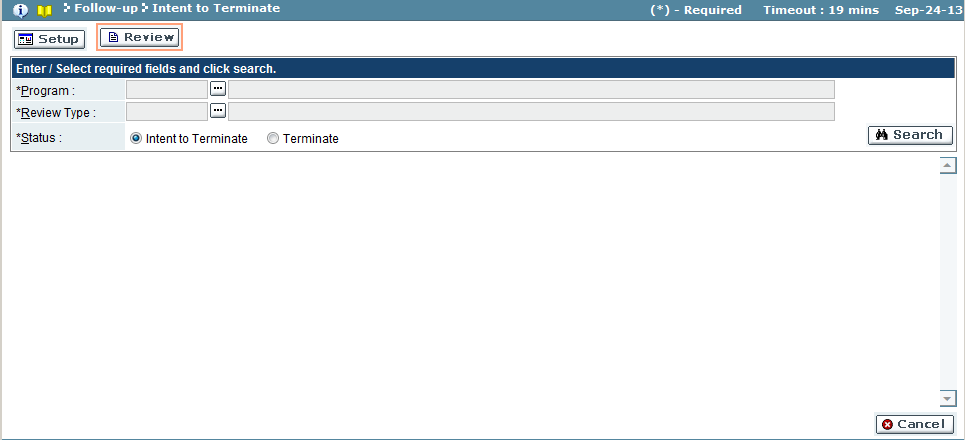 Follow-up Intent to Terminate (*) - Required Timeout : 19 mins Sep-24-13
Setup Review
Enter / Select required fields and click search.
*Program :
*Review Type :
*Status : Intent to Terminate Terminate Search
Cancel